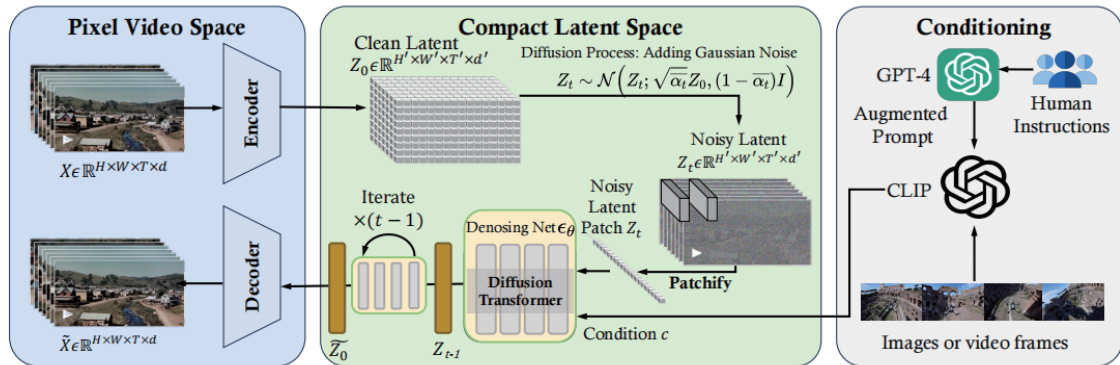 Pixel Video Space
Encoder
X∈ℝ^{H×W×T×d}
Decoder
X̃∈ℝ^{H×W×T×d}
Compact Latent Space
Clean Latent
Z₀∈ℝ^{H′×W′×T′×d′}
Diffusion Process: Adding Gaussian Noise
Z_t ∼ 𝒩(Z_t; √ᾱ_t Z₀, (1 − ᾱ_t)I)
Noisy Latent
Z_t∈ℝ^{H′×W′×T′×d′}
Noisy
Latent
Patch Z_t
Patchify
Iterate
×(t − 1)
Denosing Net ϵ_θ
Diffusion
Transformer
Condition c
Z̃₀
Z_{t-1}
Conditioning
GPT-4
Augmented
Prompt
Human
Instructions
CLIP
Images or video frames